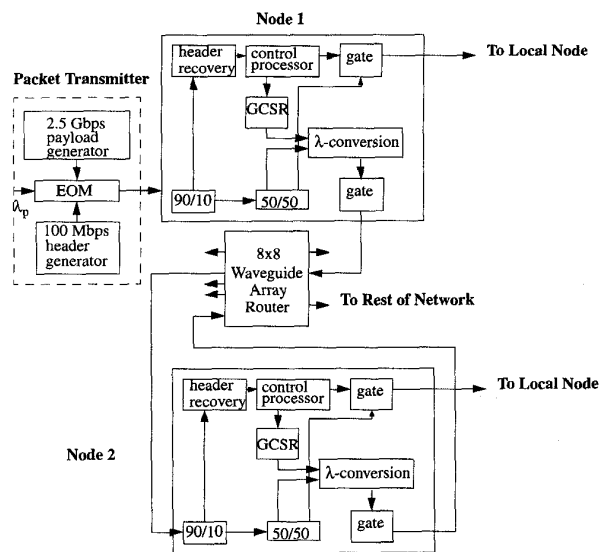 Node 1
header
recovery
control
processor
gate
To Local Node
Packet Transmitter
GCSR
2.5 Gbps
payload
generator
λ-conversion
EOM
λp
90/10
50/50
gate
100 Mbps
header
generator
8x8
Waveguide
Array
Router
To Rest of Network
header
recovery
control
processor
gate
To Local Node
GCSR
Node 2
λ-conversion
90/10
50/50
gate